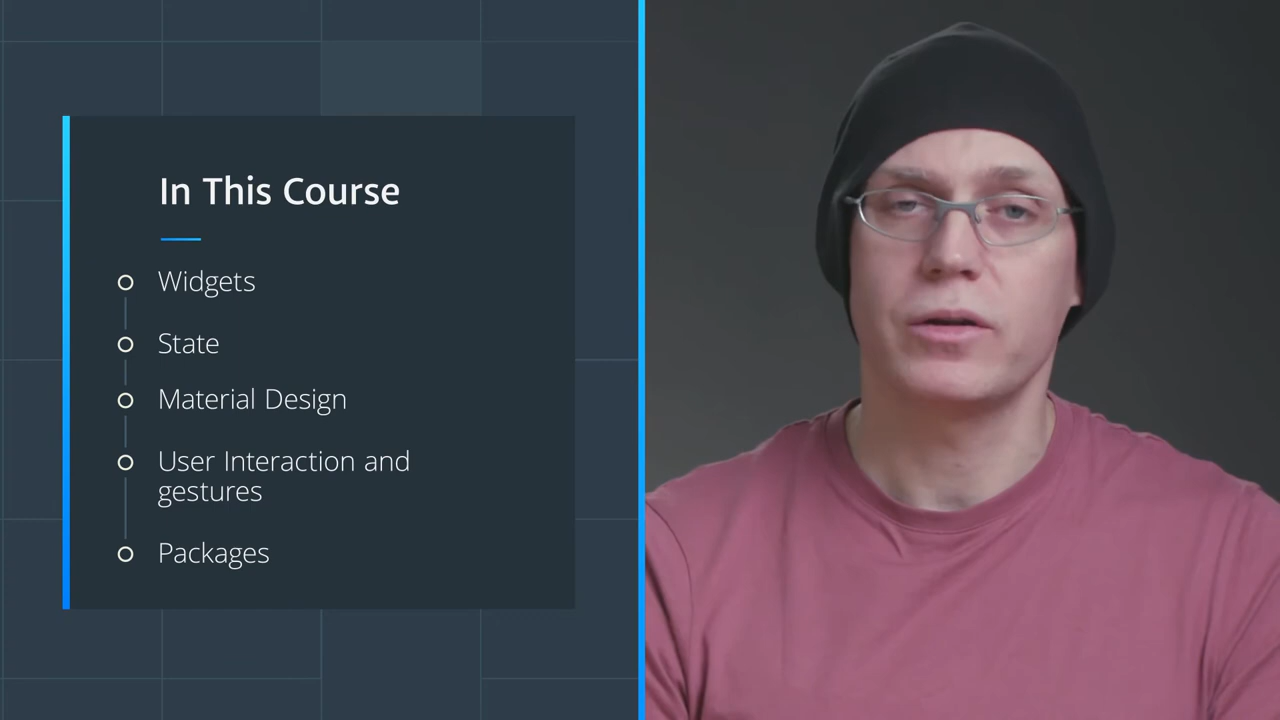 In This Course
Widgets
State
Material Design
User Interaction and
gestures
Packages